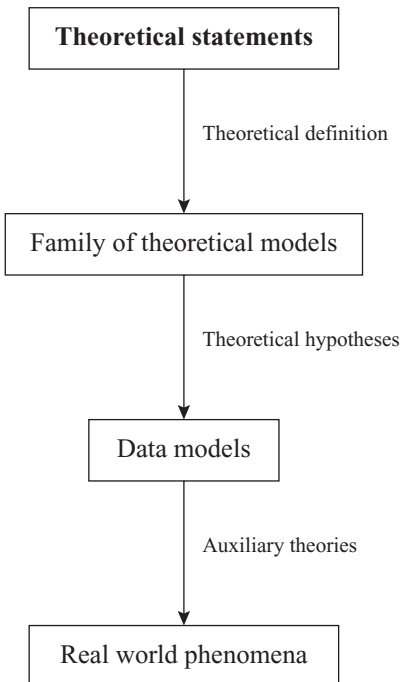 Theoretical statements
Theoretical definition
Family of theoretical models
Theoretical hypotheses
Data models
Auxiliary theories
Real world phenomena